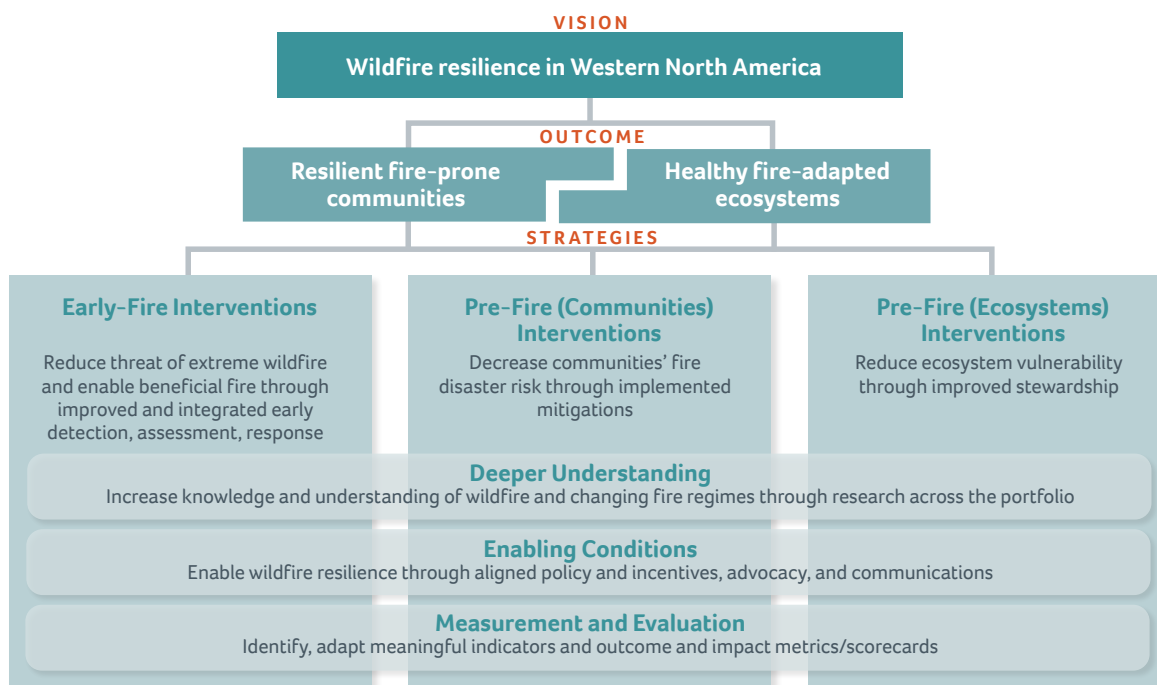 VISION
Wildfire resilience in Western North America
OUTCOME
Resilient fire-prone
communities
Healthy fire-adapted
ecosystems
STRATEGIES
Early-Fire Interventions
Reduce threat of extreme wildfire
and enable beneficial fire through
improved and integrated early
detection, assessment, response
Pre-Fire (Communities)
Interventions
Decrease communities’ fire
disaster risk through implemented
mitigations
Pre-Fire (Ecosystems)
Interventions
Reduce ecosystem vulnerability
through improved stewardship
Deeper Understanding
Increase knowledge and understanding of wildfire and changing fire regimes through research across the portfolio
Enabling Conditions
Enable wildfire resilience through aligned policy and incentives, advocacy, and communications
Measurement and Evaluation
Identify, adapt meaningful indicators and outcome and impact metrics/scorecards